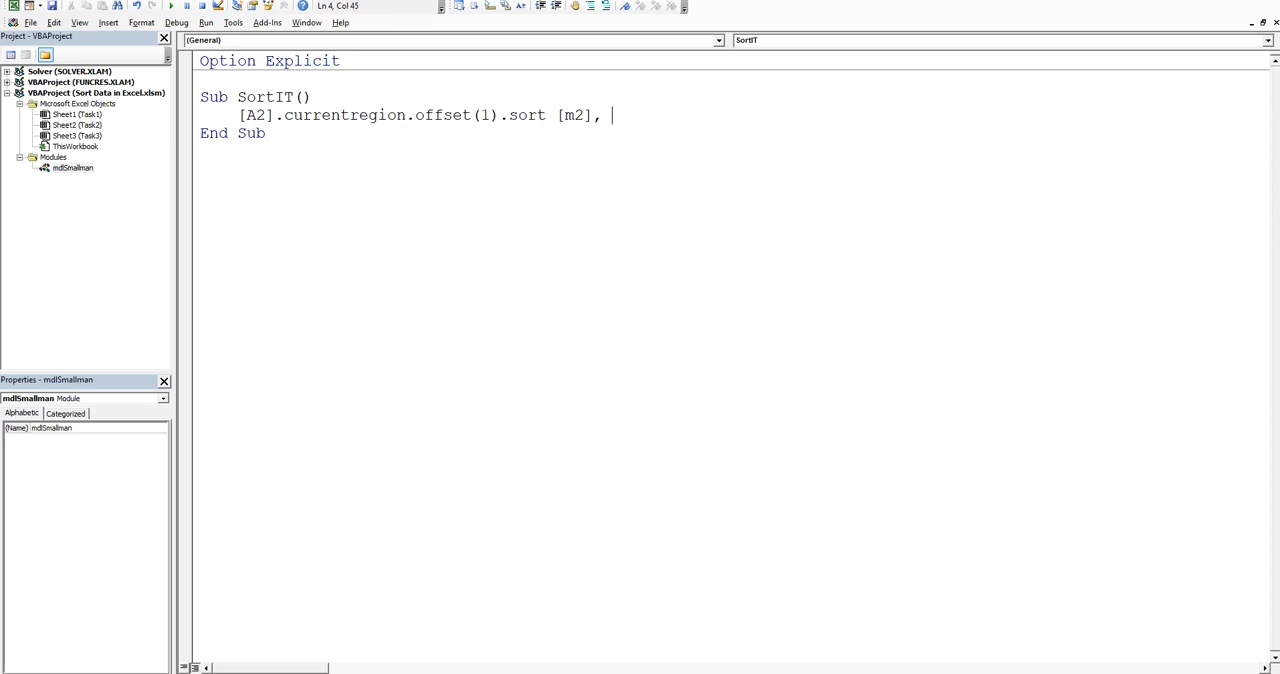 Ln 4, Col 45
File Edit View Insert Format Debug Run Tools Add-Ins Window Help
Project - VBAProject
(General) SortIT
Solver (SOLVER.XLAM)
VBAProject (FUNCRES.XLAM)
VBAProject (Sort Data in Excel.xlsm)
Microsoft Excel Objects
Sheet1 (Task1)
Sheet2 (Task2)
Sheet3 (Task3)
ThisWorkbook
Modules
mdlSmallman
Option Explicit
Sub SortIT()
[A2].currentregion.offset(1).sort [m2],
End Sub
Properties - mdlSmallman
mdlSmallman Module
Alphabetic Categorized
(Name) mdlSmallman